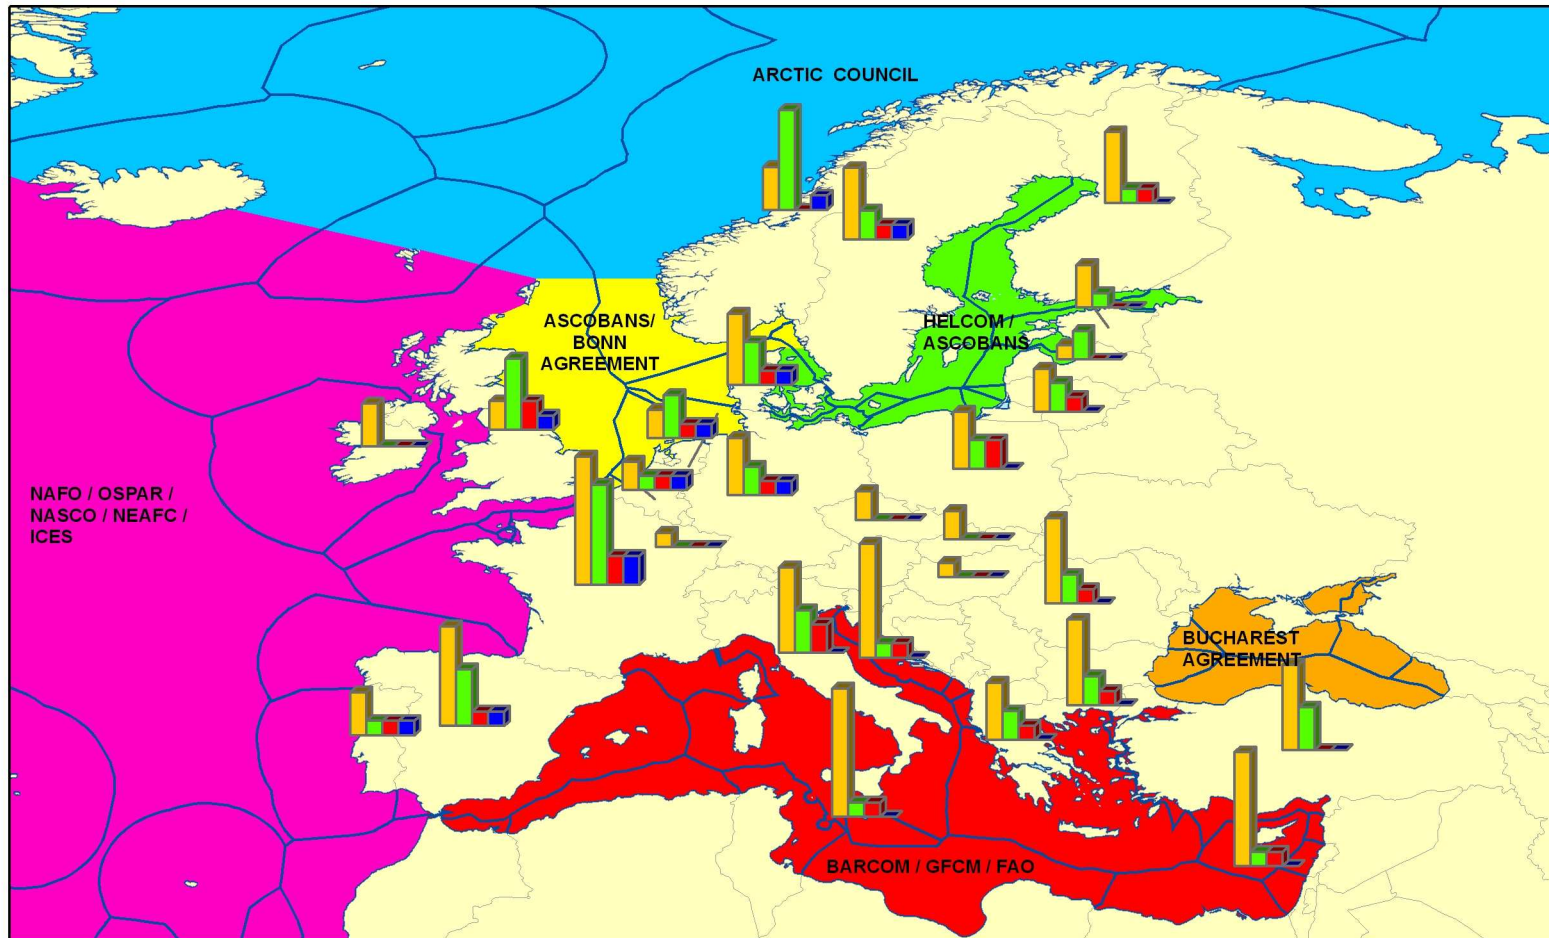 ARCTIC COUNCIL
ASCOBANS/
BONN
AGREEMENT
HELCOM /
ASCOBANS
NAFO / OSPAR /
NASCO / NEAFC /
ICES
BUCHAREST
AGREEMENT
BARCOM / GFCM / FAO